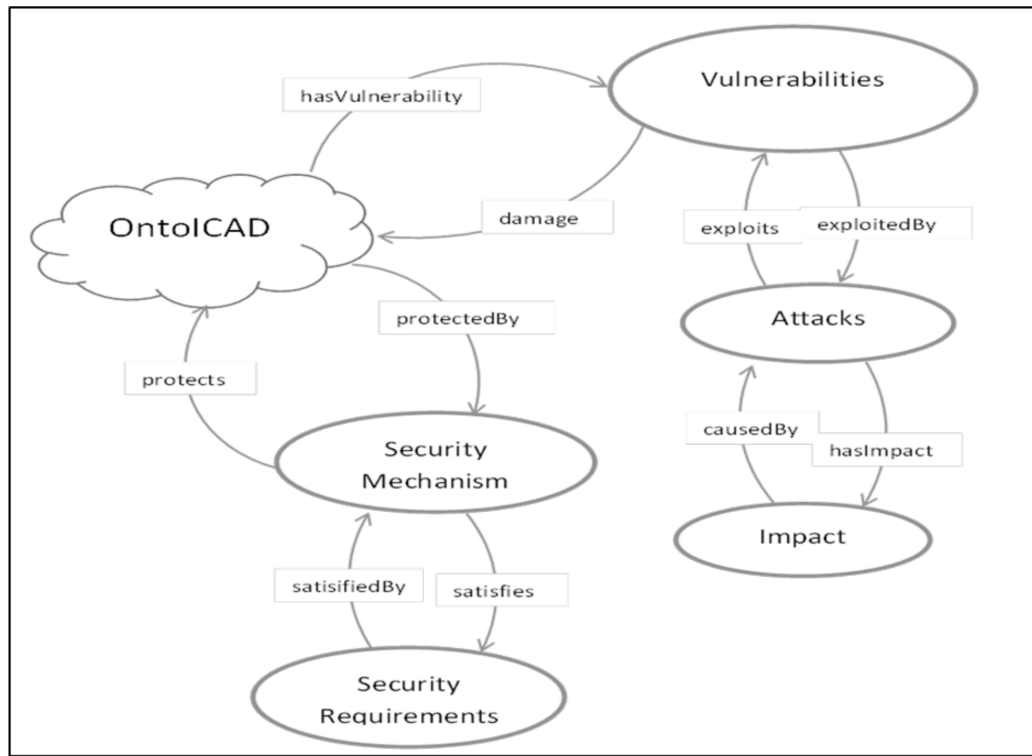 Vulnerabilities
hasVulnerability
OntoICAD
damage
exploits
exploitedBy
protectedBy
Attacks
protects
causedBy
hasImpact
Security
Mechanism
Impact
satisifiedBy
satisfies
Security
Requirements